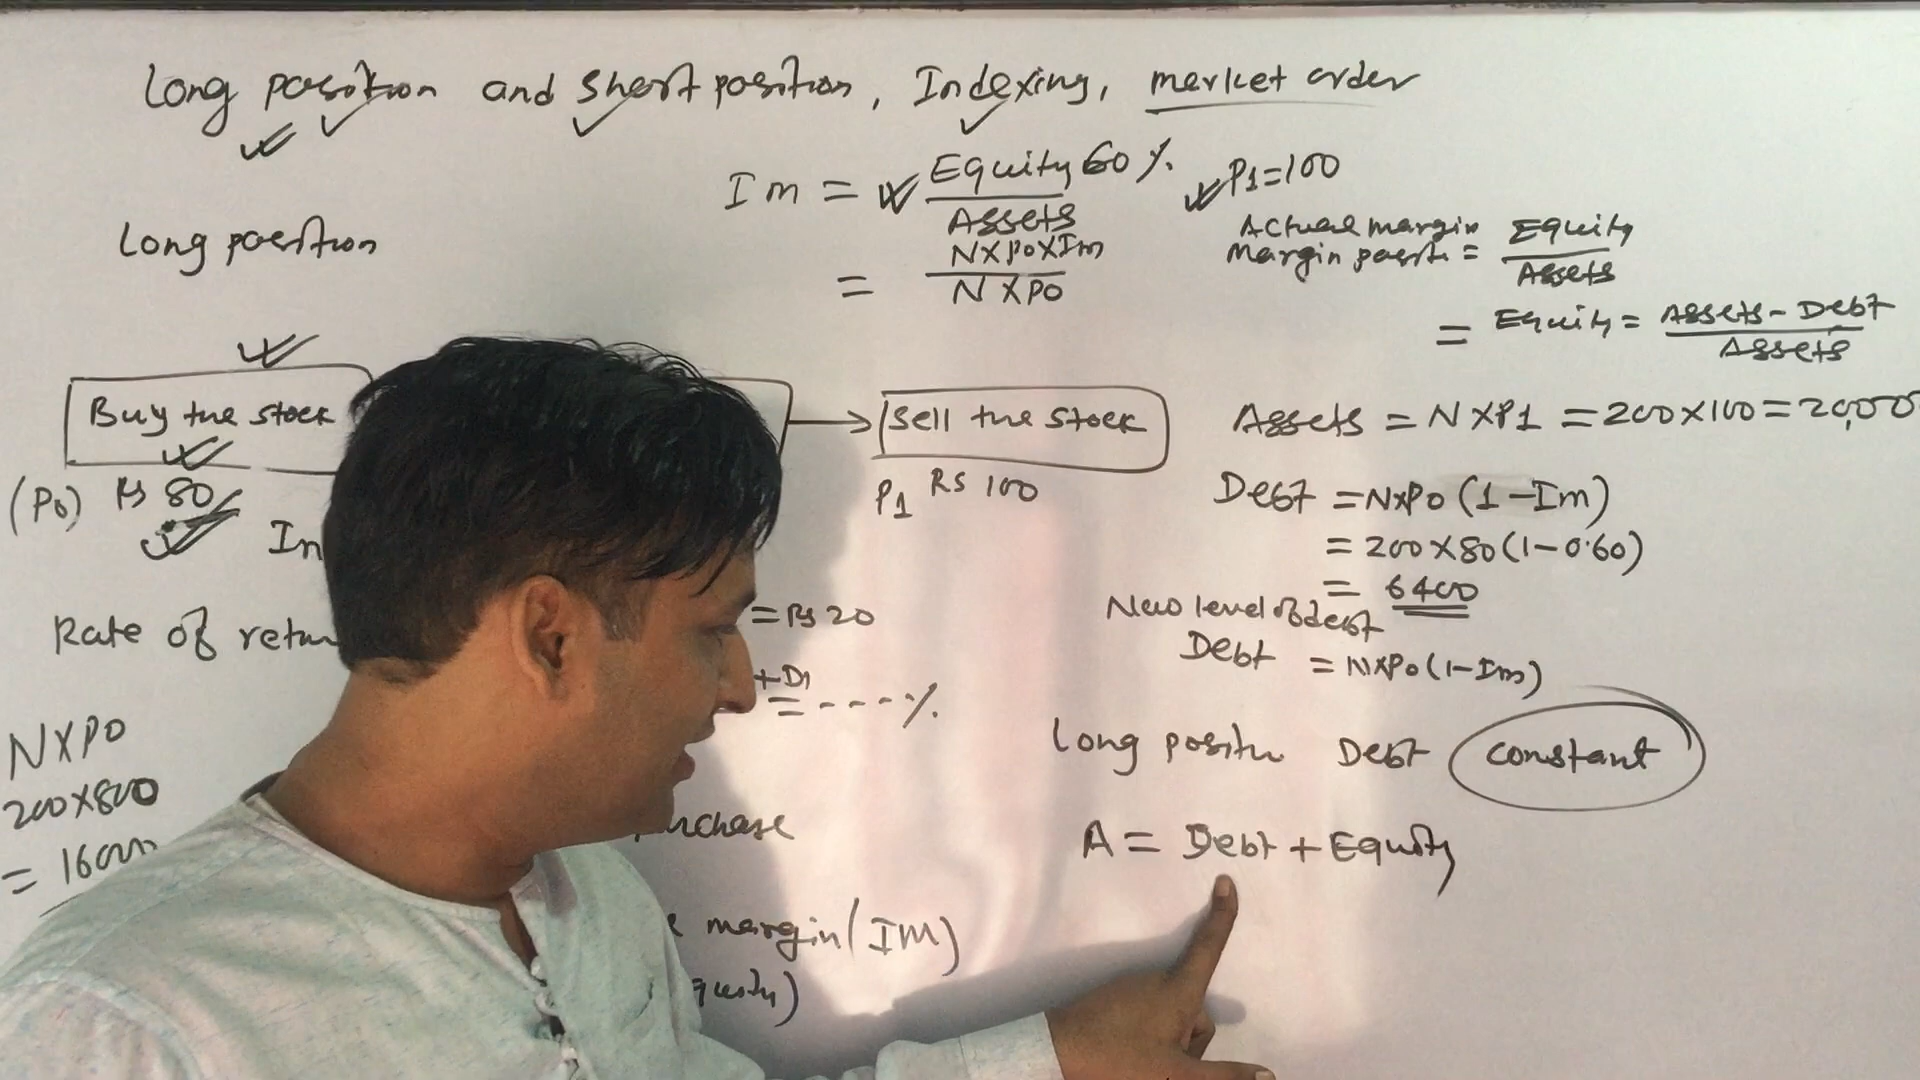 Long position and short position, Indexing, market order
Im = Equity 60 %
Assets
= N×P0×Im
N×P0
P1=100
Actual margin
Margin positi = Equity
Assets
= Equity = Assets - Debt
Assets
Long position
Buy the stock
Sell the stock
(P0) Rs 80
P1 Rs 100
In
Assets = N×P1 = 200×100 = 20,000
Debt = N×P0 (1-Im)
= 200×80(1-0.60)
= 6400
New level of debt
Debt = N×P0(1-Im)
Rate of retu
= Rs 20
+D1
= ----%
Long positin Debt constant
N×P0
200×800
= 16000
urchase
A = Debt + Equity
margin (IM)
quity)